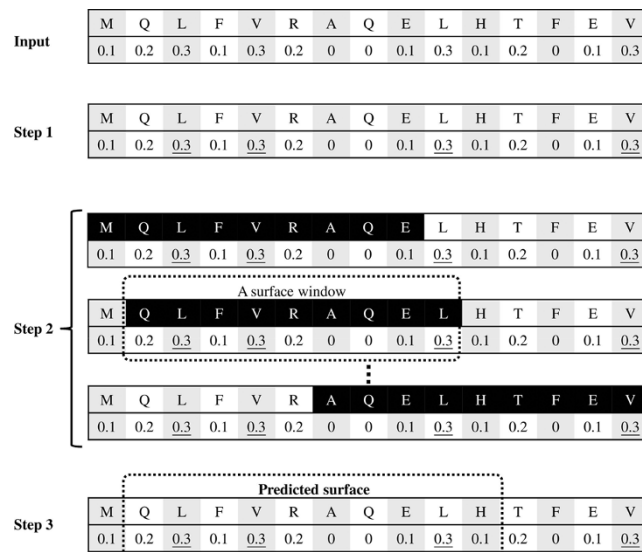 M Q L F V R A Q E L H T F E V
Input
0.1 0.2 0.3 0.1 0.3 0.2 0 0 0.1 0.3 0.1 0.2 0 0.1 0.3
M Q L F V R A Q E L H T F E V
Step 1
0.1 0.2 0.3 0.1 0.3 0.2 0 0 0.1 0.3 0.1 0.2 0 0.1 0.3
M Q L F V R A Q E L H T F E V
0.1 0.2 0.3 0.1 0.3 0.2 0 0 0.1 0.3 0.1 0.2 0 0.1 0.3
A surface window
Step 2
M Q L F V R A Q E L H T F E V
0.1 0.2 0.3 0.1 0.3 0.2 0 0 0.1 0.3 0.1 0.2 0 0.1 0.3
M Q L F V R A Q E L H T F E V
0.1 0.2 0.3 0.1 0.3 0.2 0 0 0.1 0.3 0.1 0.2 0 0.1 0.3
Predicted surface
M Q L F V R A Q E L H T F E V
Step 3
0.1 0.2 0.3 0.1 0.3 0.2 0 0 0.1 0.3 0.1 0.2 0 0.1 0.3